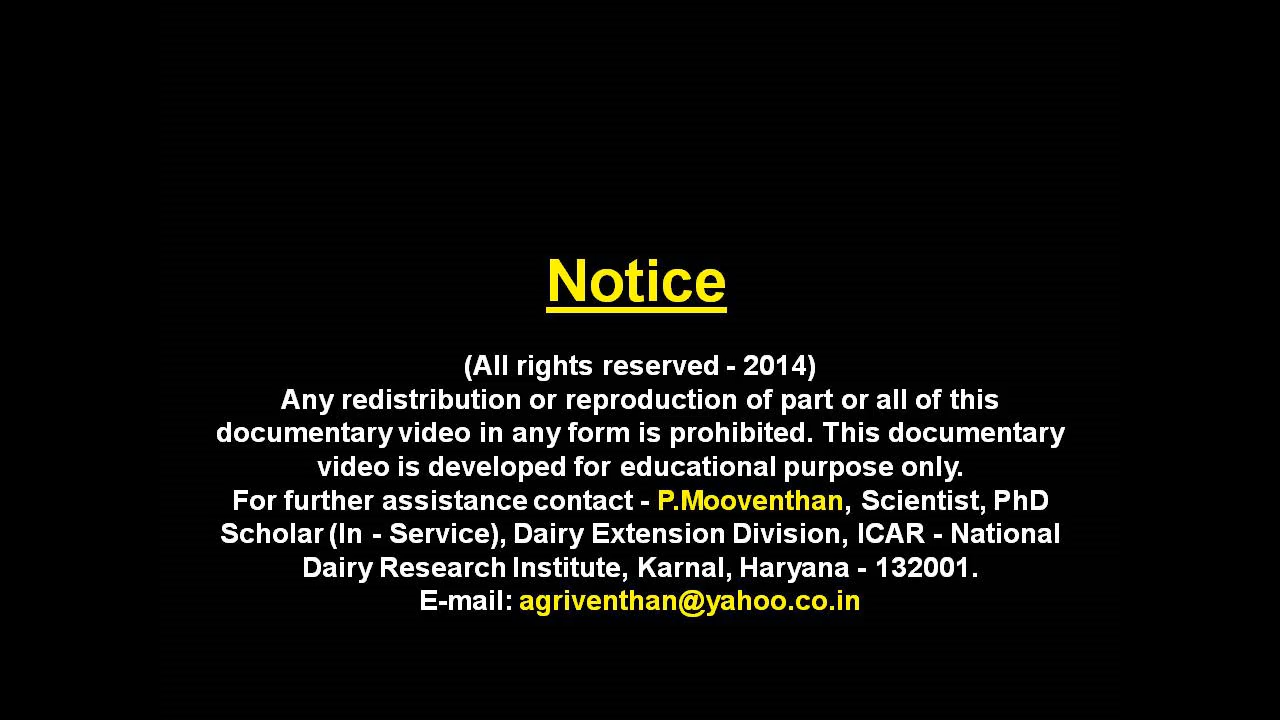 Notice
(All rights reserved - 2014)
Any redistribution or reproduction of part or all of this
documentary video in any form is prohibited. This documentary
video is developed for educational purpose only.
For further assistance contact - P.Mooventhan, Scientist, PhD
Scholar (In - Service), Dairy Extension Division, ICAR - National
Dairy Research Institute, Karnal, Haryana - 132001.
E-mail: agriventhan@yahoo.co.in